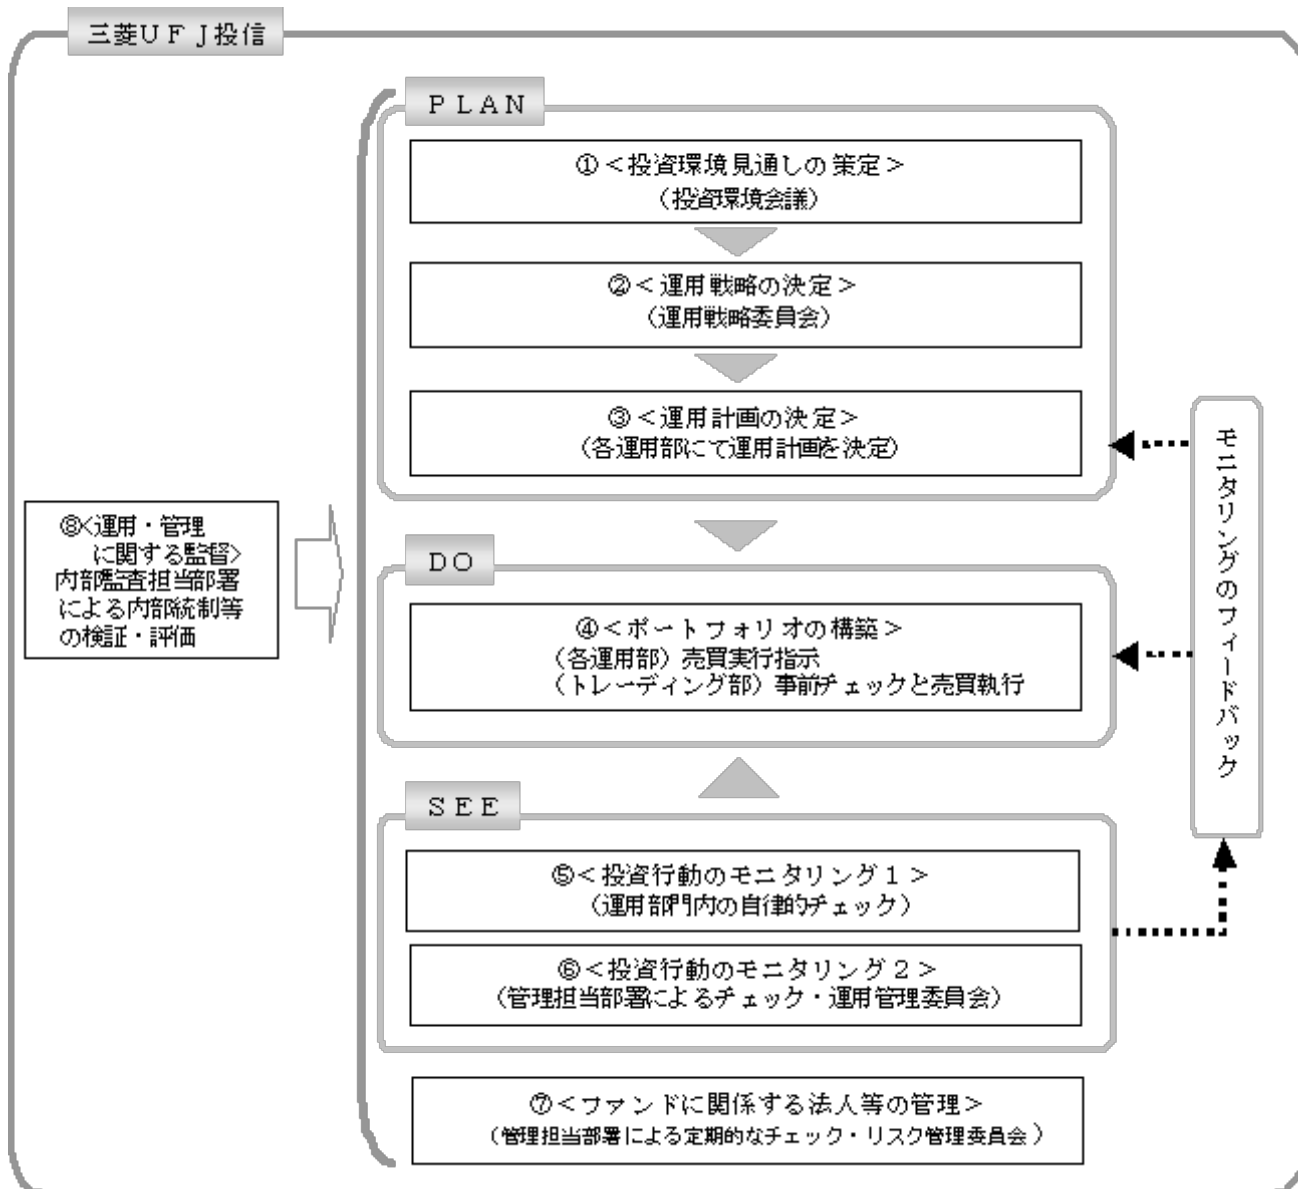 三菱ＵＦＪ投信
ＰＬＡＮ
①＜投資環境見通しの策定＞
（投資環境会議）
②＜運用戦略の決定＞
（運用戦略委員会）
③＜運用計画の決定＞
（各運用部にて運用計画を決定）
⑧＜運用・管理
に関する監督＞
内部監査担当部署
による内部統制等
の検証・評価
ＤＯ
④＜ポートフォリオの構築＞
（各運用部）売買実行指示
（トレーディング部）事前チェックと売買執行
モニタリングのフィードバック
ＳＥＥ
⑤＜投資行動のモニタリング１＞
（運用部門内の自律的チェック）
⑥＜投資行動のモニタリング２＞
（管理担当部署によるチェック・運用管理委員会）
⑦＜ファンドに関係する法人等の管理＞
（管理担当部署による定期的なチェック・リスク管理委員会）